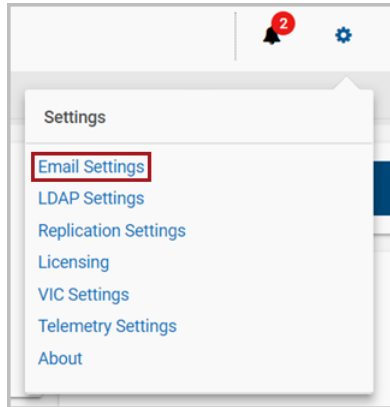 2
Settings
Email Settings
LDAP Settings
Replication Settings
Licensing
VIC Settings
Telemetry Settings
About